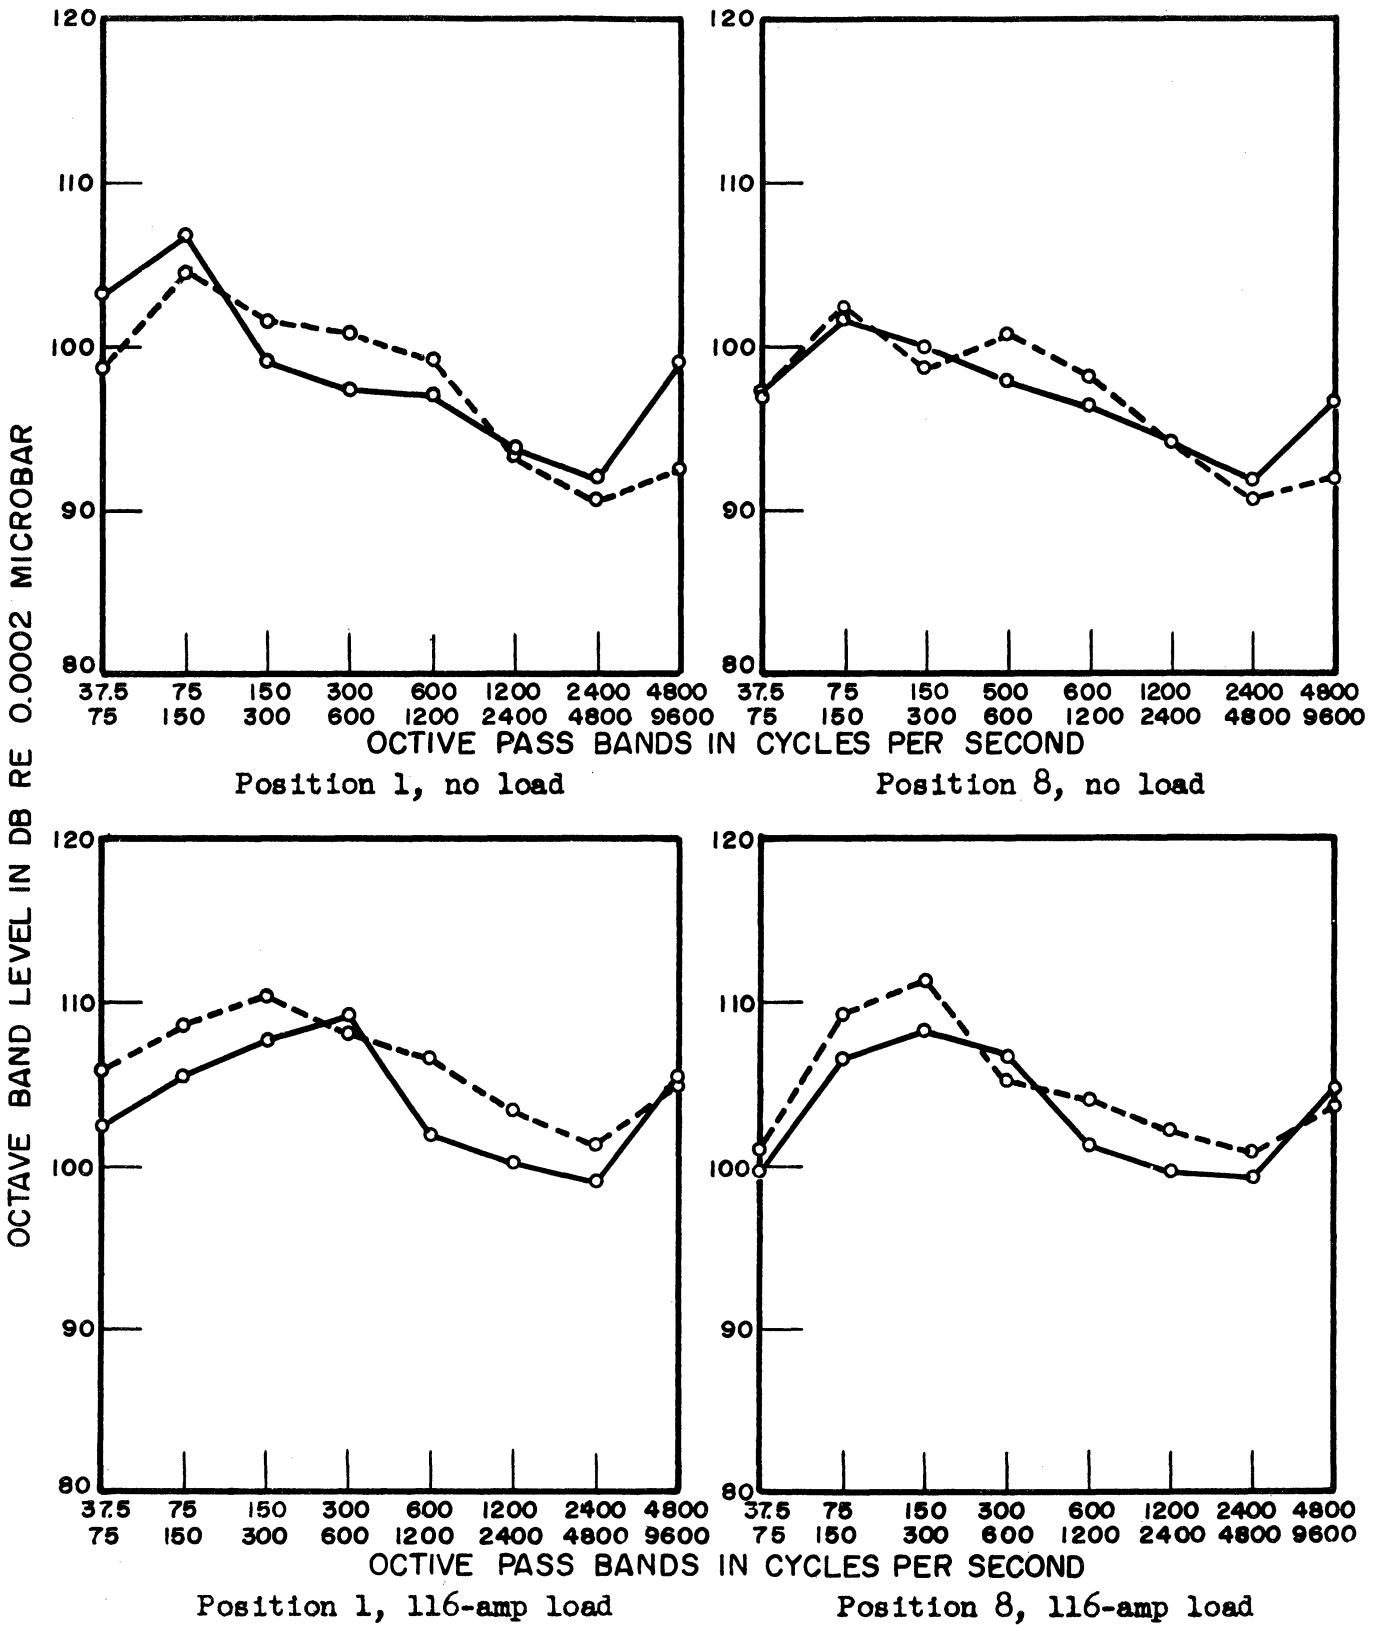 120
110
100
90
80
37.5 75 150 300 600 1200 2400 4800
75 150 300 600 1200 2400 4800 9600
120
110
100
90
80
37.5 75 150 500 600 1200 2400 4800
75 150 300 600 1200 2400 4800 9600
OCTIVE PASS BANDS IN CYCLES PER SECOND
Position 1, no load
Position 8, no load
OCTAVE BAND LEVEL IN DB RE 0.0002 MICROBAR
120
110
100
90
80
37.5 75 150 300 600 1200 2400 4800
75 150 300 600 1200 2400 4800 9600
120
110
100
90
80
37.5 75 150 300 600 1200 2400 4800
75 150 300 600 1200 2400 4800 9600
OCTIVE PASS BANDS IN CYCLES PER SECOND
Position 1, 116-amp load
Position 8, 116-amp load